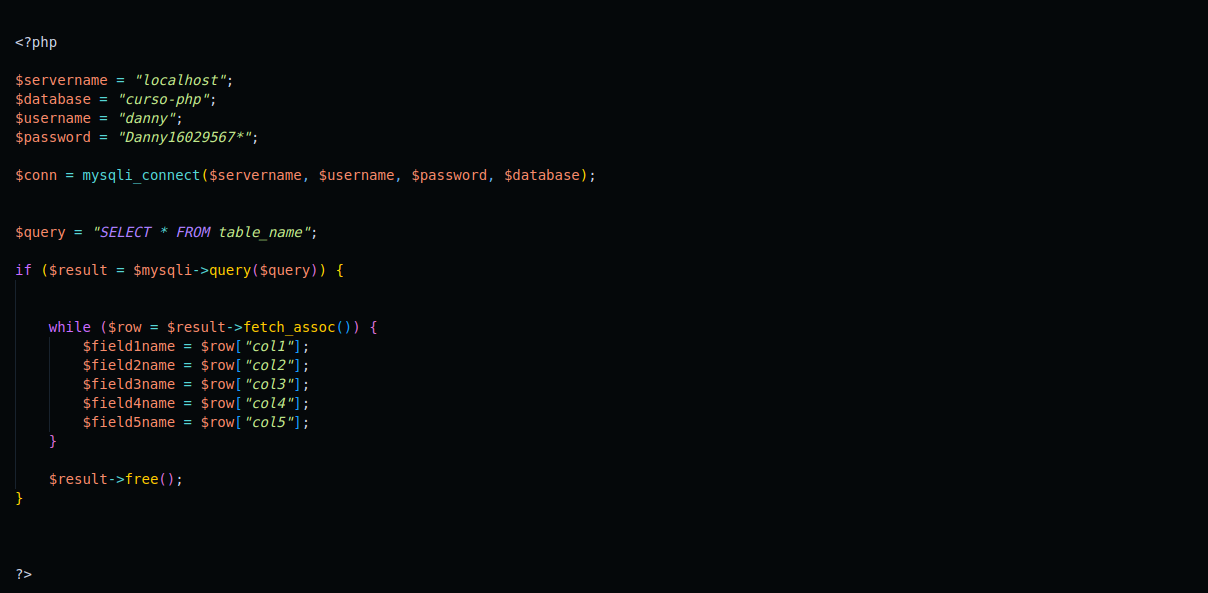 <?php
$servername = "localhost";
$database = "curso-php";
$username = "danny";
$password = "Danny16029567*";
$conn = mysqli_connect($servername, $username, $password, $database);
$query = "SELECT * FROM table_name";
if ($result = $mysqli->query($query)) {
    while ($row = $result->fetch_assoc()) {
        $field1name = $row["col1"];
        $field2name = $row["col2"];
        $field3name = $row["col3"];
        $field4name = $row["col4"];
        $field5name = $row["col5"];
    }
    $result->free();
}
?>